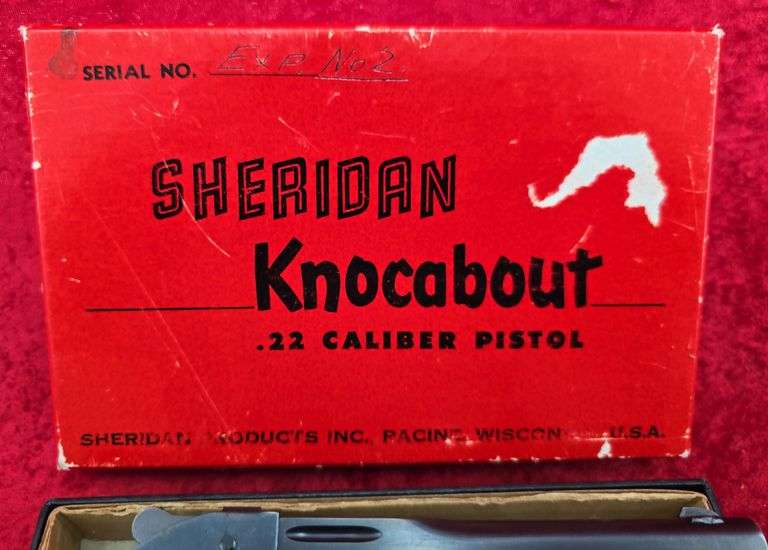 SERIAL NO. Exp. No 2
SHERIDAN
Knocabout
.22 CALIBER PISTOL
SHERIDAN PRODUCTS INC., RACINE, WISCONSIN, U.S.A.